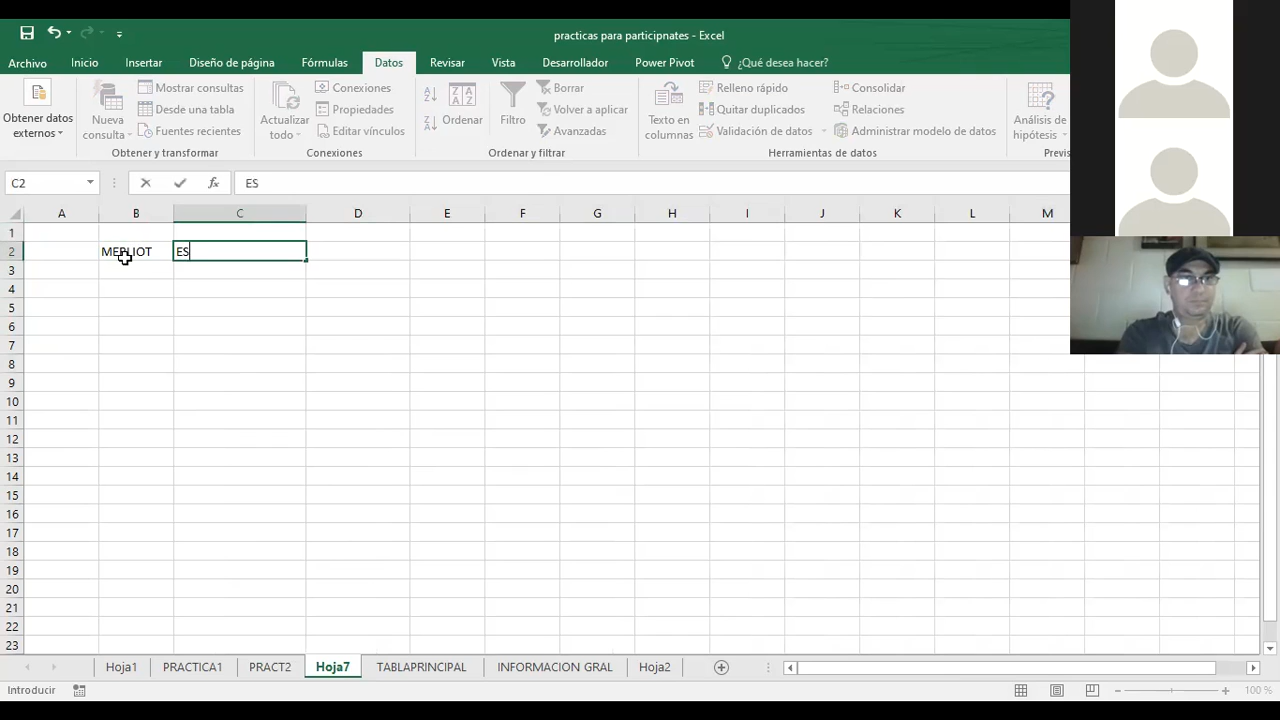 practicas para participnates - Excel
Archivo Inicio Insertar Diseño de página Fórmulas Datos Revisar Vista Desarrollador Power Pivot ¿Qué desea hacer?
Obtener datos externos
Nueva consulta
Mostrar consultas
Desde una tabla
Fuentes recientes
Obtener y transformar
Actualizar todo
Conexiones
Propiedades
Editar vínculos
Conexiones
Ordenar
Filtro
Borrar
Volver a aplicar
Avanzadas
Ordenar y filtrar
Texto en columnas
Relleno rápido
Quitar duplicados
Validación de datos
Consolidar
Relaciones
Administrar modelo de datos
Herramientas de datos
Análisis de hipótesis
Previs
C2 fx ES
A B C D E F G H I J K L M
1
2 MERLIOT ES
3
4
5
6
7
8
9
10
11
12
13
14
15
16
17
18
19
20
21
22
23
Hoja1 PRACTICA1 PRACT2 Hoja7 TABLAPRINCIPAL INFORMACION GRAL Hoja2
Introducir 100 %